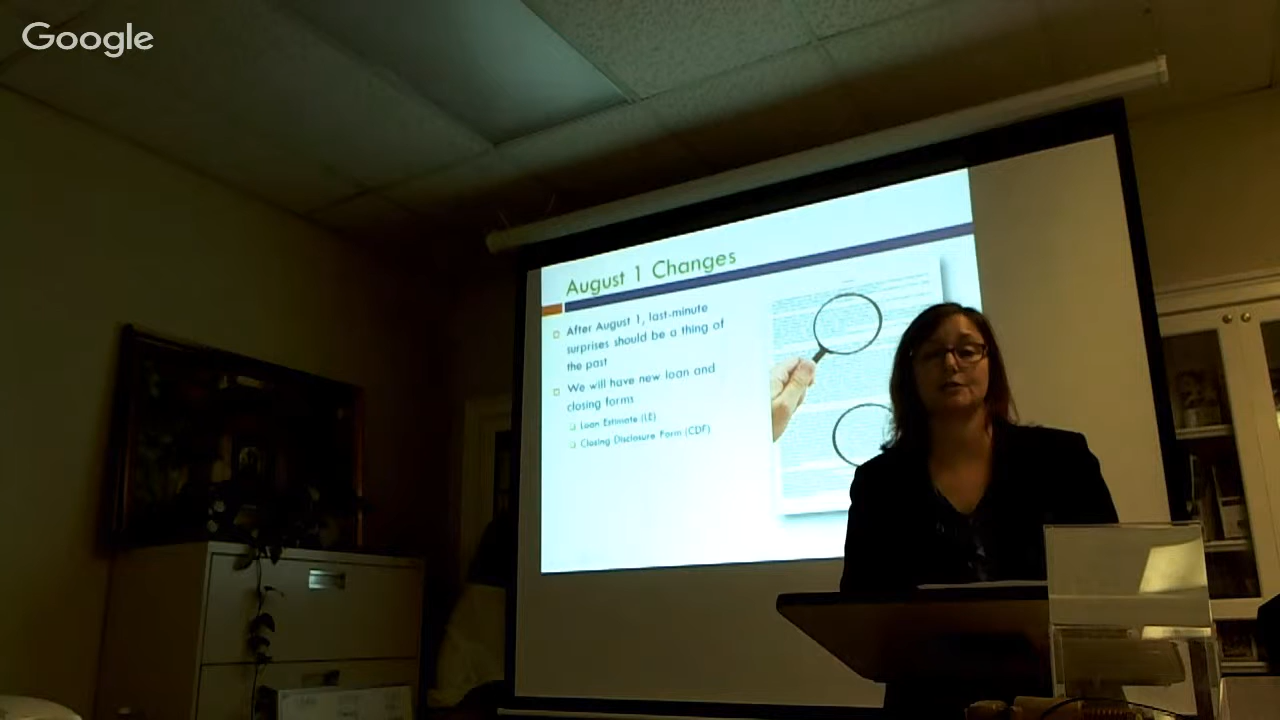 Google
August 1 Changes
After August 1, last-minute
surprises should be a thing of
the past
We will have new loan and
closing forms
Loan Estimate (LE)
Closing Disclosure Form (CDF)